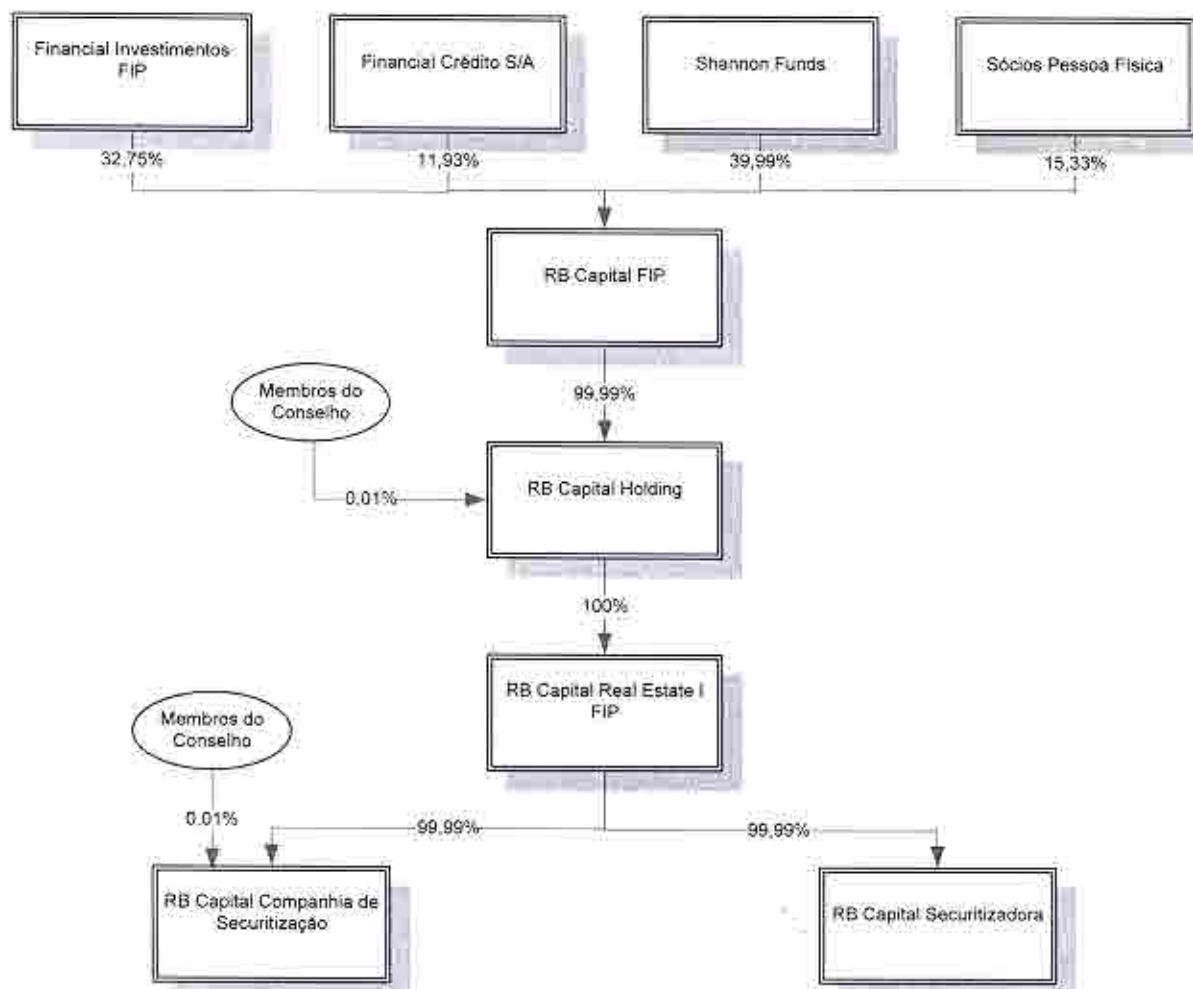 Financial Investimentos
FIP
Financial Crédito S/A
Shannon Funds
Sócios Pessoa Física
32,75%
11,93%
39,99%
15,33%
RB Capital FIP
99,99%
Membros do
Conselho
0,01%
RB Capital Holding
100%
RB Capital Real Estate I
FIP
Membros do
Conselho
0,01%
99,99%
99,99%
RB Capital Companhia de
Securitização
RB Capital Securitizadora